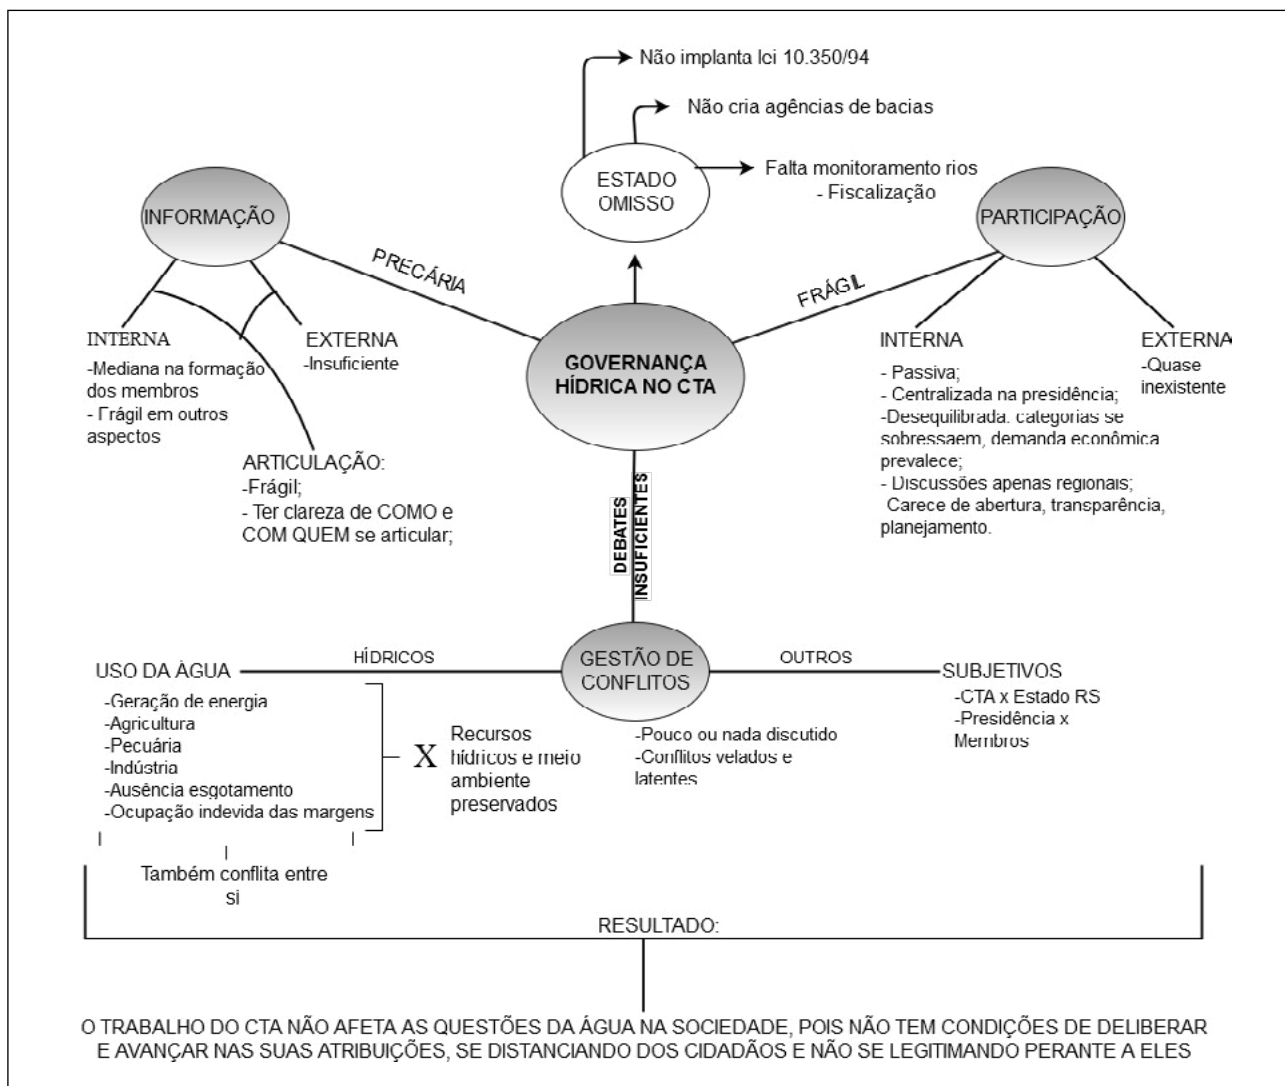 Não implanta lei 10.350/94
Não cria agências de bacias
ESTADO
OMISSO
Falta monitoramento rios
- Fiscalização
INFORMAÇÃO
PARTICIPAÇÃO
PRECÁRIA
FRÁGIL
INTERNA
-Mediana na formação
dos membros
- Frágil em outros
aspectos
EXTERNA
-Insuficiente
ARTICULAÇÃO:
-Frágil;
- Ter clareza de COMO e
COM QUEM se articular;
GOVERNANÇA
HÍDRICA NO CTA
INTERNA
- Passiva;
- Centralizada na presidência;
-Desequilibrada: categorias se
sobressaem, demanda econômica
prevalece;
- Discussões apenas regionais;
Carece de abertura, transparência,
planejamento.
EXTERNA
-Quase
inexistente
DEBATES
INSUFICIENTES
GESTÃO DE
CONFLITOS
HÍDRICOS
OUTROS
USO DA ÁGUA
-Geração de energia
-Agricultura
-Pecuária
-Indústria
-Ausência esgotamento
-Ocupação indevida das margens
X
Recursos
hídricos e meio
ambiente
preservados
-Pouco ou nada discutido
-Conflitos velados e
latentes
SUBJETIVOS
-CTA x Estado RS
-Presidência x
Membros
Também conflita entre
si
RESULTADO:
O TRABALHO DO CTA NÃO AFETA AS QUESTÕES DA ÁGUA NA SOCIEDADE, POIS NÃO TEM CONDIÇÕES DE DELIBERAR
E AVANÇAR NAS SUAS ATRIBUIÇÕES, SE DISTANCIANDO DOS CIDADÃOS E NÃO SE LEGITIMANDO PERANTE A ELES